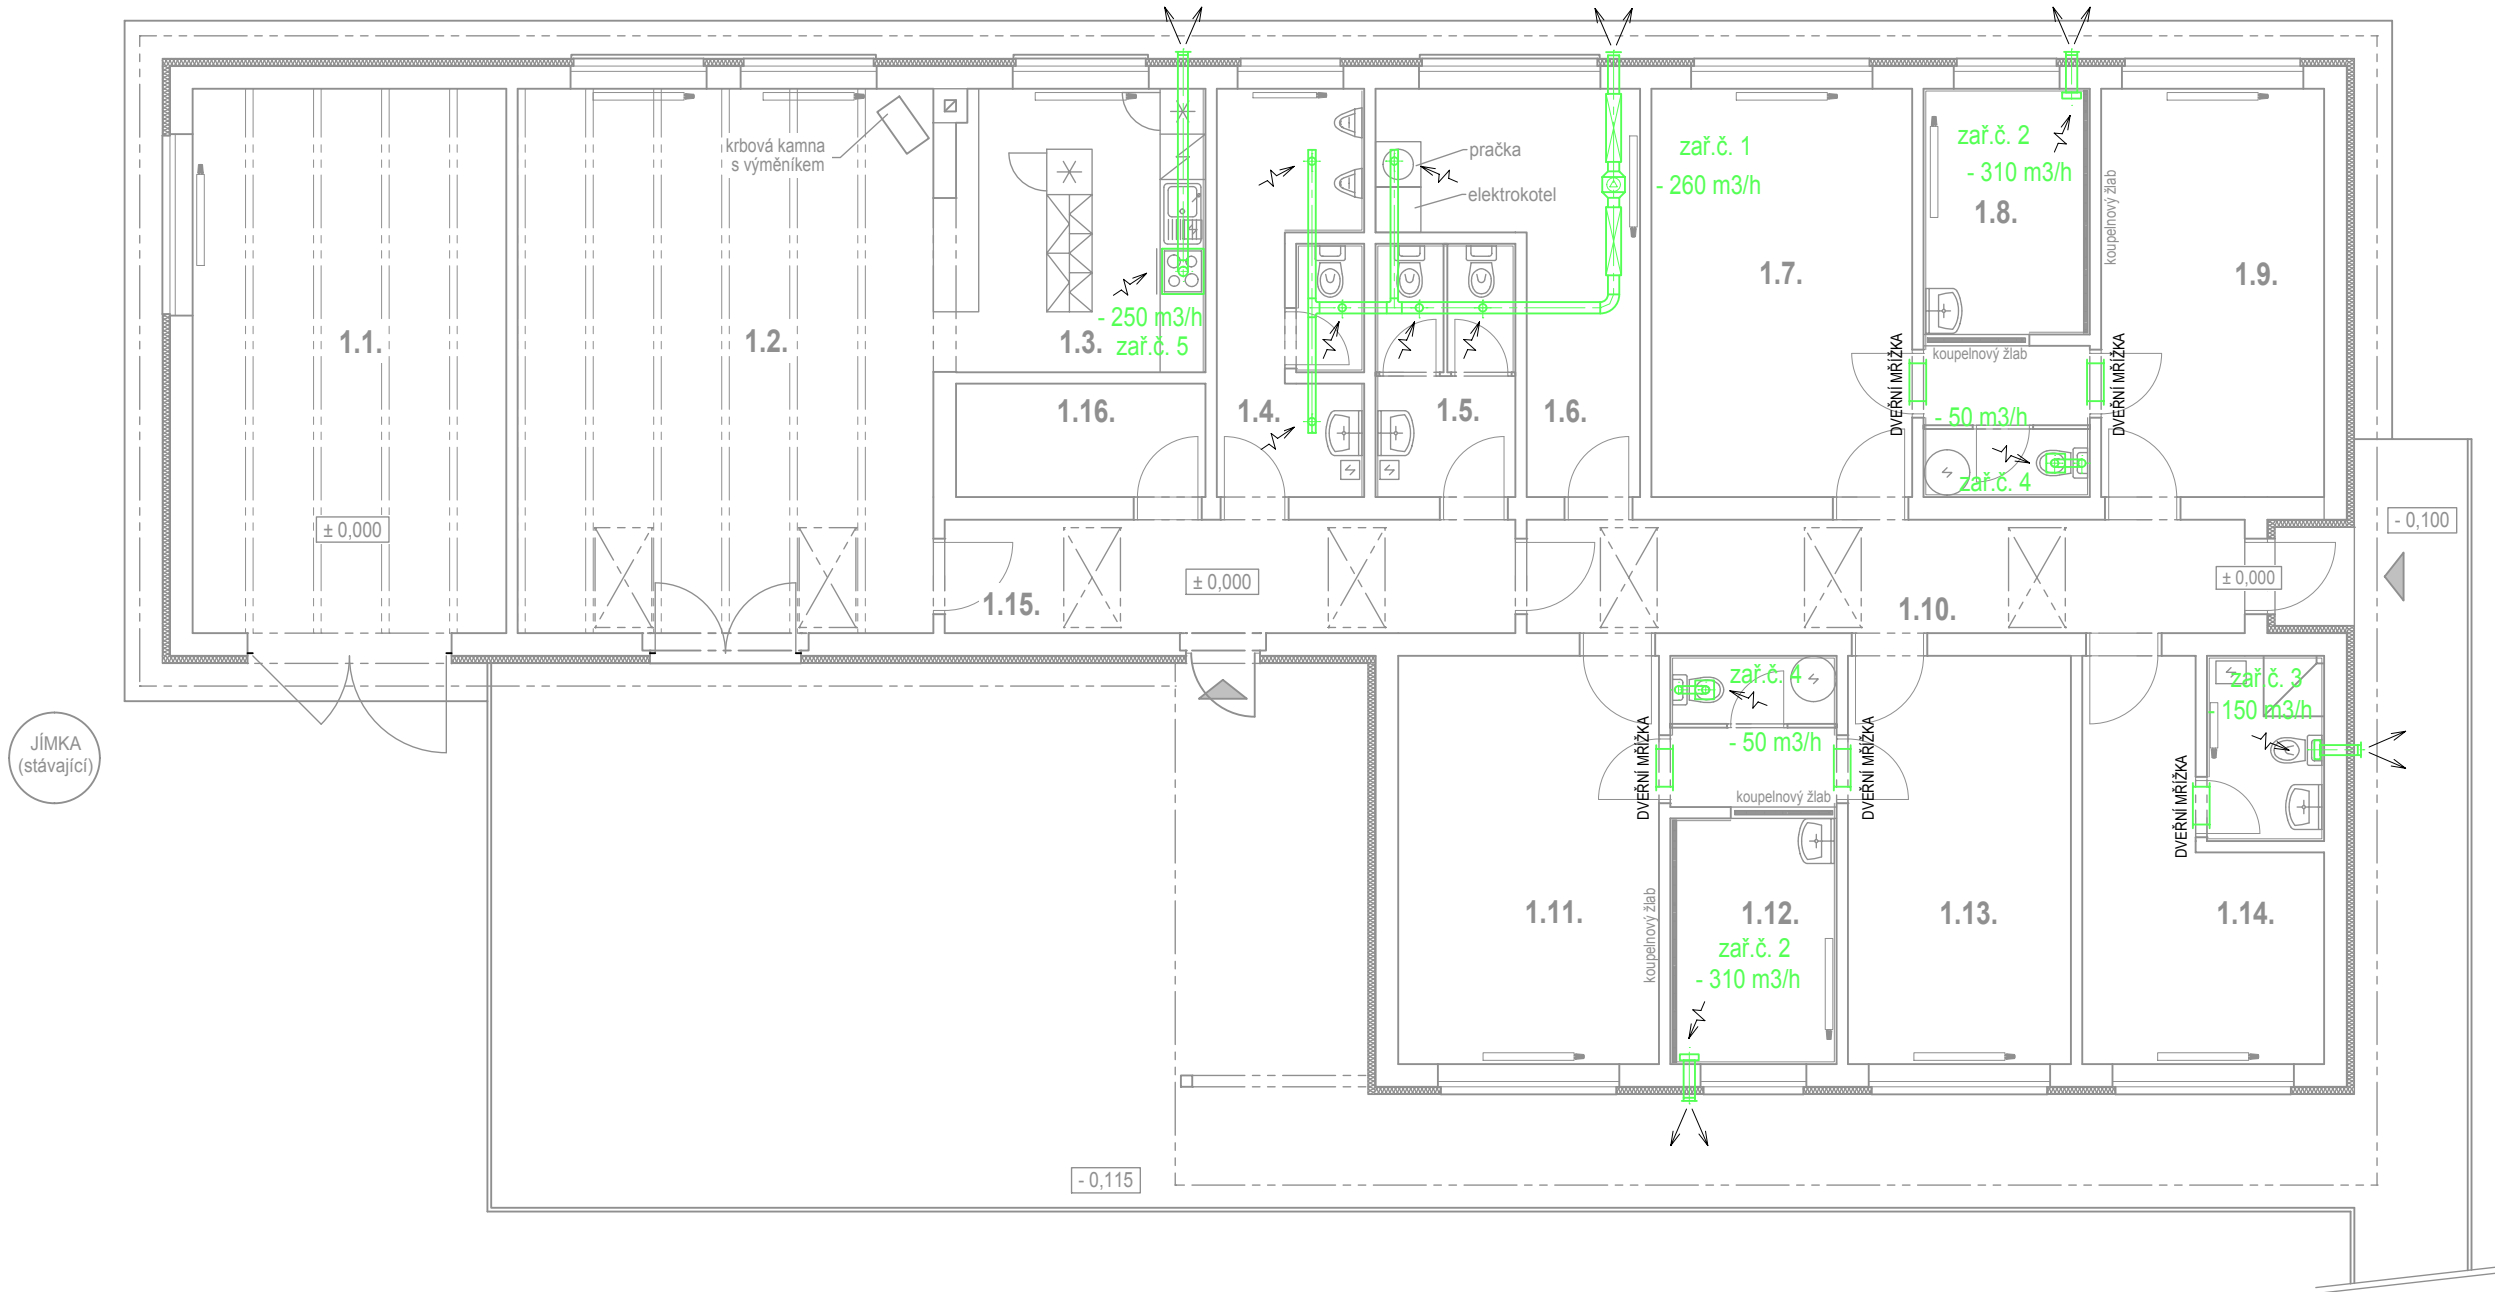 krbová kamna
s výměníkem
pračka
elektrokotel
zař.č. 1
- 260 m3/h
zař.č. 2
- 310 m3/h
1.8.
koupelnový žlab
1.7.
1.9.
- 250 m3/h
zař.č. 5
1.1.
1.2.
1.3.
koupelnový žlab
DVEŘNÍ MŘÍŽKA
DVEŘNÍ MŘÍŽKA
1.16.
1.4.
1.5.
1.6.
- 50 m3/h
zař.č. 4
± 0,000
- 0,100
± 0,000
± 0,000
1.15.
1.10.
zař.č. 4
- 50 m3/h
zař.č. 3
- 150 m3/h
JÍMKA
(stávající)
DVEŘNÍ MŘÍŽKA
DVEŘNÍ MŘÍŽKA
DVEŘNÍ MŘÍŽKA
koupelnový žlab
koupelnový žlab
1.11.
1.12.
1.13.
1.14.
zař.č. 2
- 310 m3/h
- 0,115